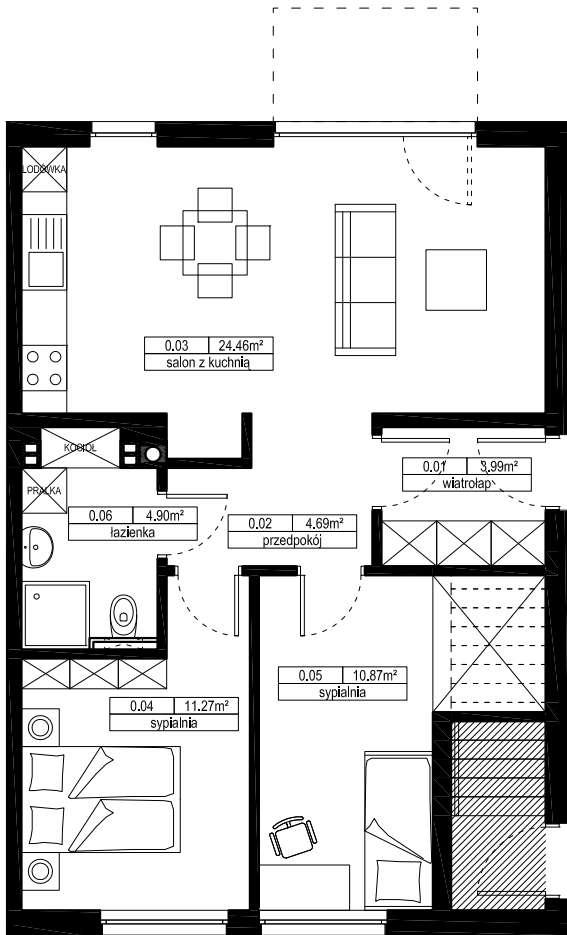 LODÓWKA
0.03 24.46m²
salon z kuchnią
KOCIOŁ
0.01 3.99m²
wiatrołap
PRALKA
0.06 4.90m²
łazienka
0.02 4.69m²
przedpokój
0.05 10.87m²
sypialnia
0.04 11.27m²
sypialnia